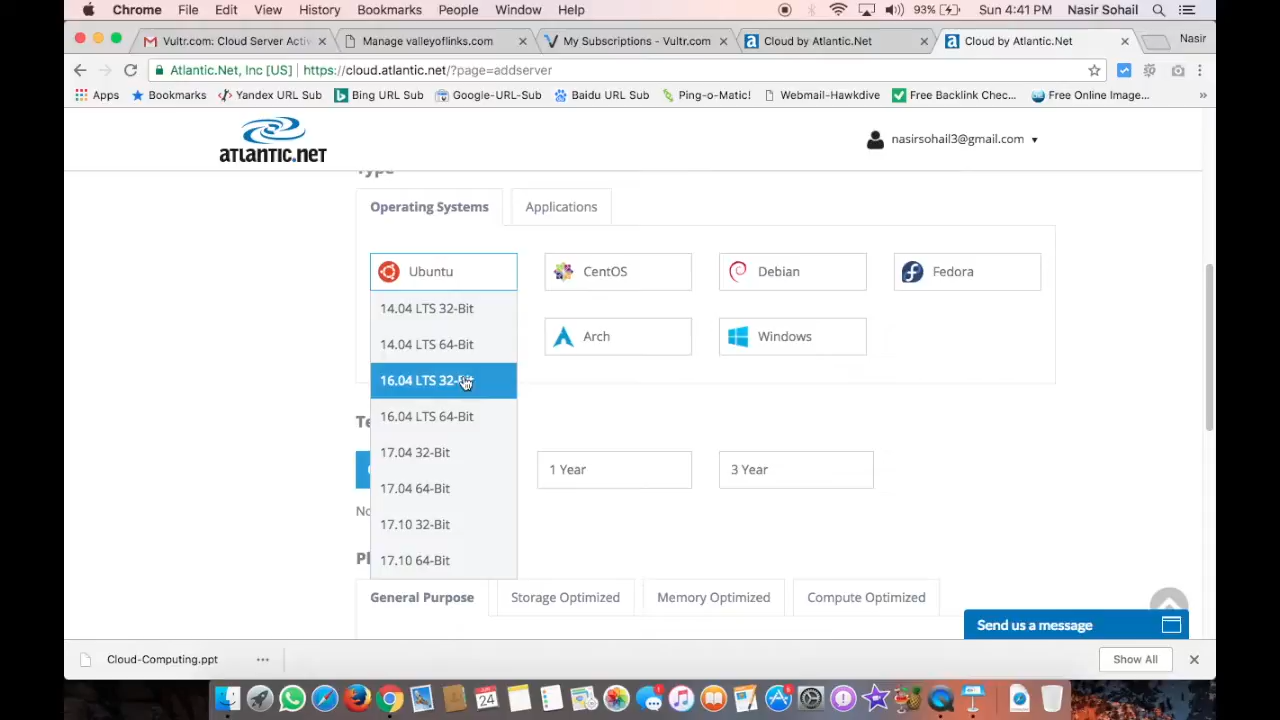 Chrome File Edit View History Bookmarks People Window Help 93% Sun 4:41 PM Nasir Sohail
Vultr.com: Cloud Server Activ Manage valleyoflinks.com My Subscriptions - Vultr.com Cloud by Atlantic.Net Cloud by Atlantic.Net Nasir
Atlantic.Net, Inc [US] https://cloud.atlantic.net/?page=addserver
Apps Bookmarks Yandex URL Sub Bing URL Sub Google-URL-Sub Baidu URL Sub Ping-o-Matic! Webmail-Hawkdive Free Backlink Chec... Free Online Image... »
ATLANTIC.NET
nasirsohail3@gmail.com
Type
Operating Systems Applications
Ubuntu CentOS Debian Fedora
14.04 LTS 32-Bit
Arch Windows
14.04 LTS 64-Bit
16.04 LTS 32-Bit
16.04 LTS 64-Bit
17.04 32-Bit
1 Year 3 Year
17.04 64-Bit
17.10 32-Bit
17.10 64-Bit
General Purpose Storage Optimized Memory Optimized Compute Optimized
Send us a message
Cloud-Computing.ppt Show All
24